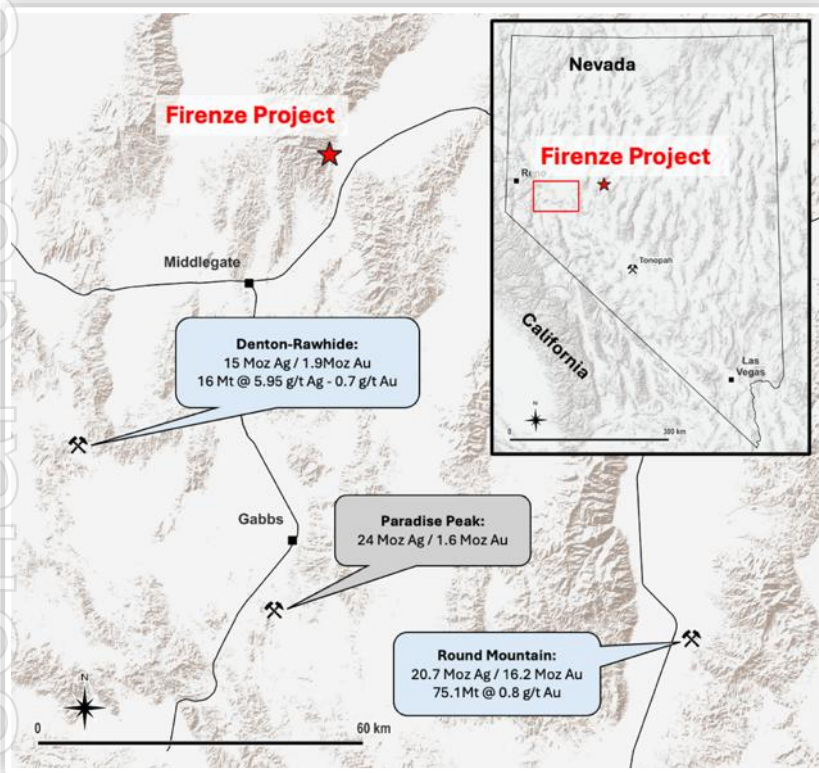 Firenze Project
Middlegate
Denton-Rawhide:
15 Moz Ag / 1.9Moz Au
16 Mt @ 5.95 g/t Ag - 0.7 g/t Au
Gabbs
Paradise Peak:
24 Moz Ag / 1.6 Moz Au
Round Mountain:
20.7 Moz Ag / 16.2 Moz Au
75.1Mt @ 0.8 g/t Au
N
0 60 km
Nevada
Firenze Project
Reno
Tonopah
California
Las
Vegas
N
0 300 km